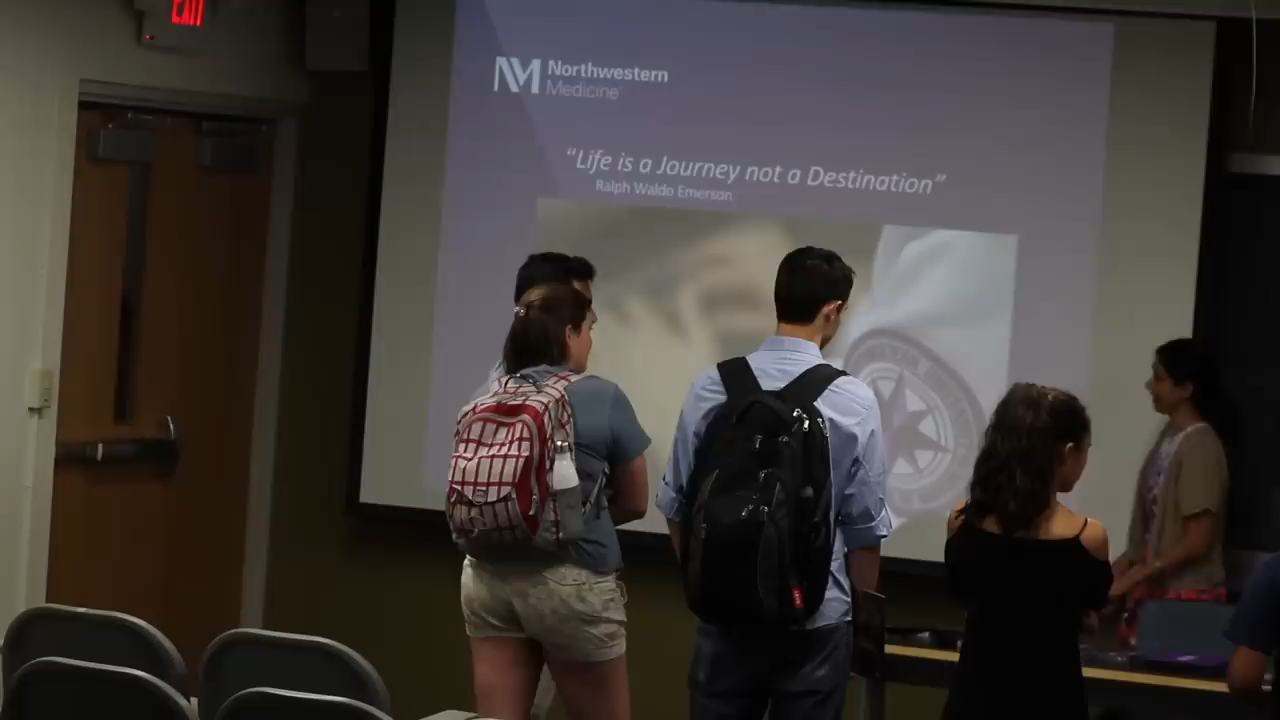 EXIT
Northwestern
Medicine
“Life is a Journey not a Destination”
Ralph Waldo Emerson